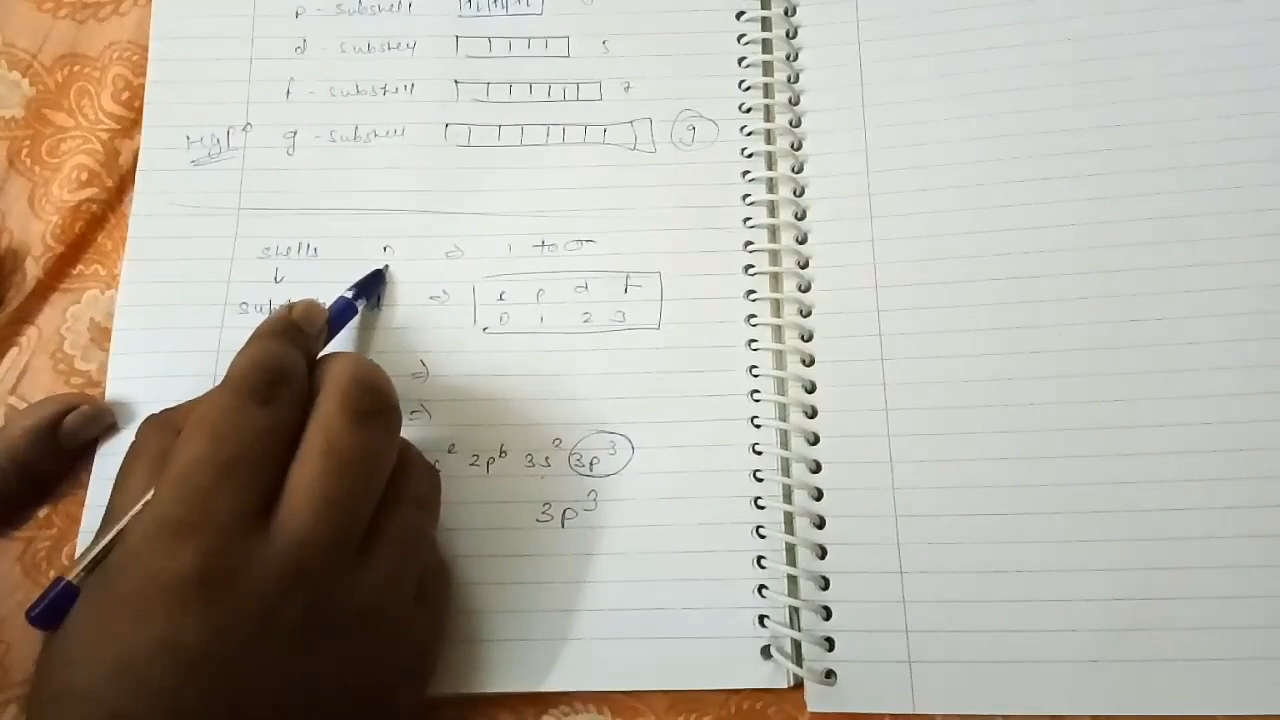 p - subshell
d - subshell 5
f - subshell 7
g - subshell 9
shells n ⇒ 1 to
l ⇒ s p d f
0 1 2 3
⇒
⇒
2p⁶ 3s² 3p³
3p³